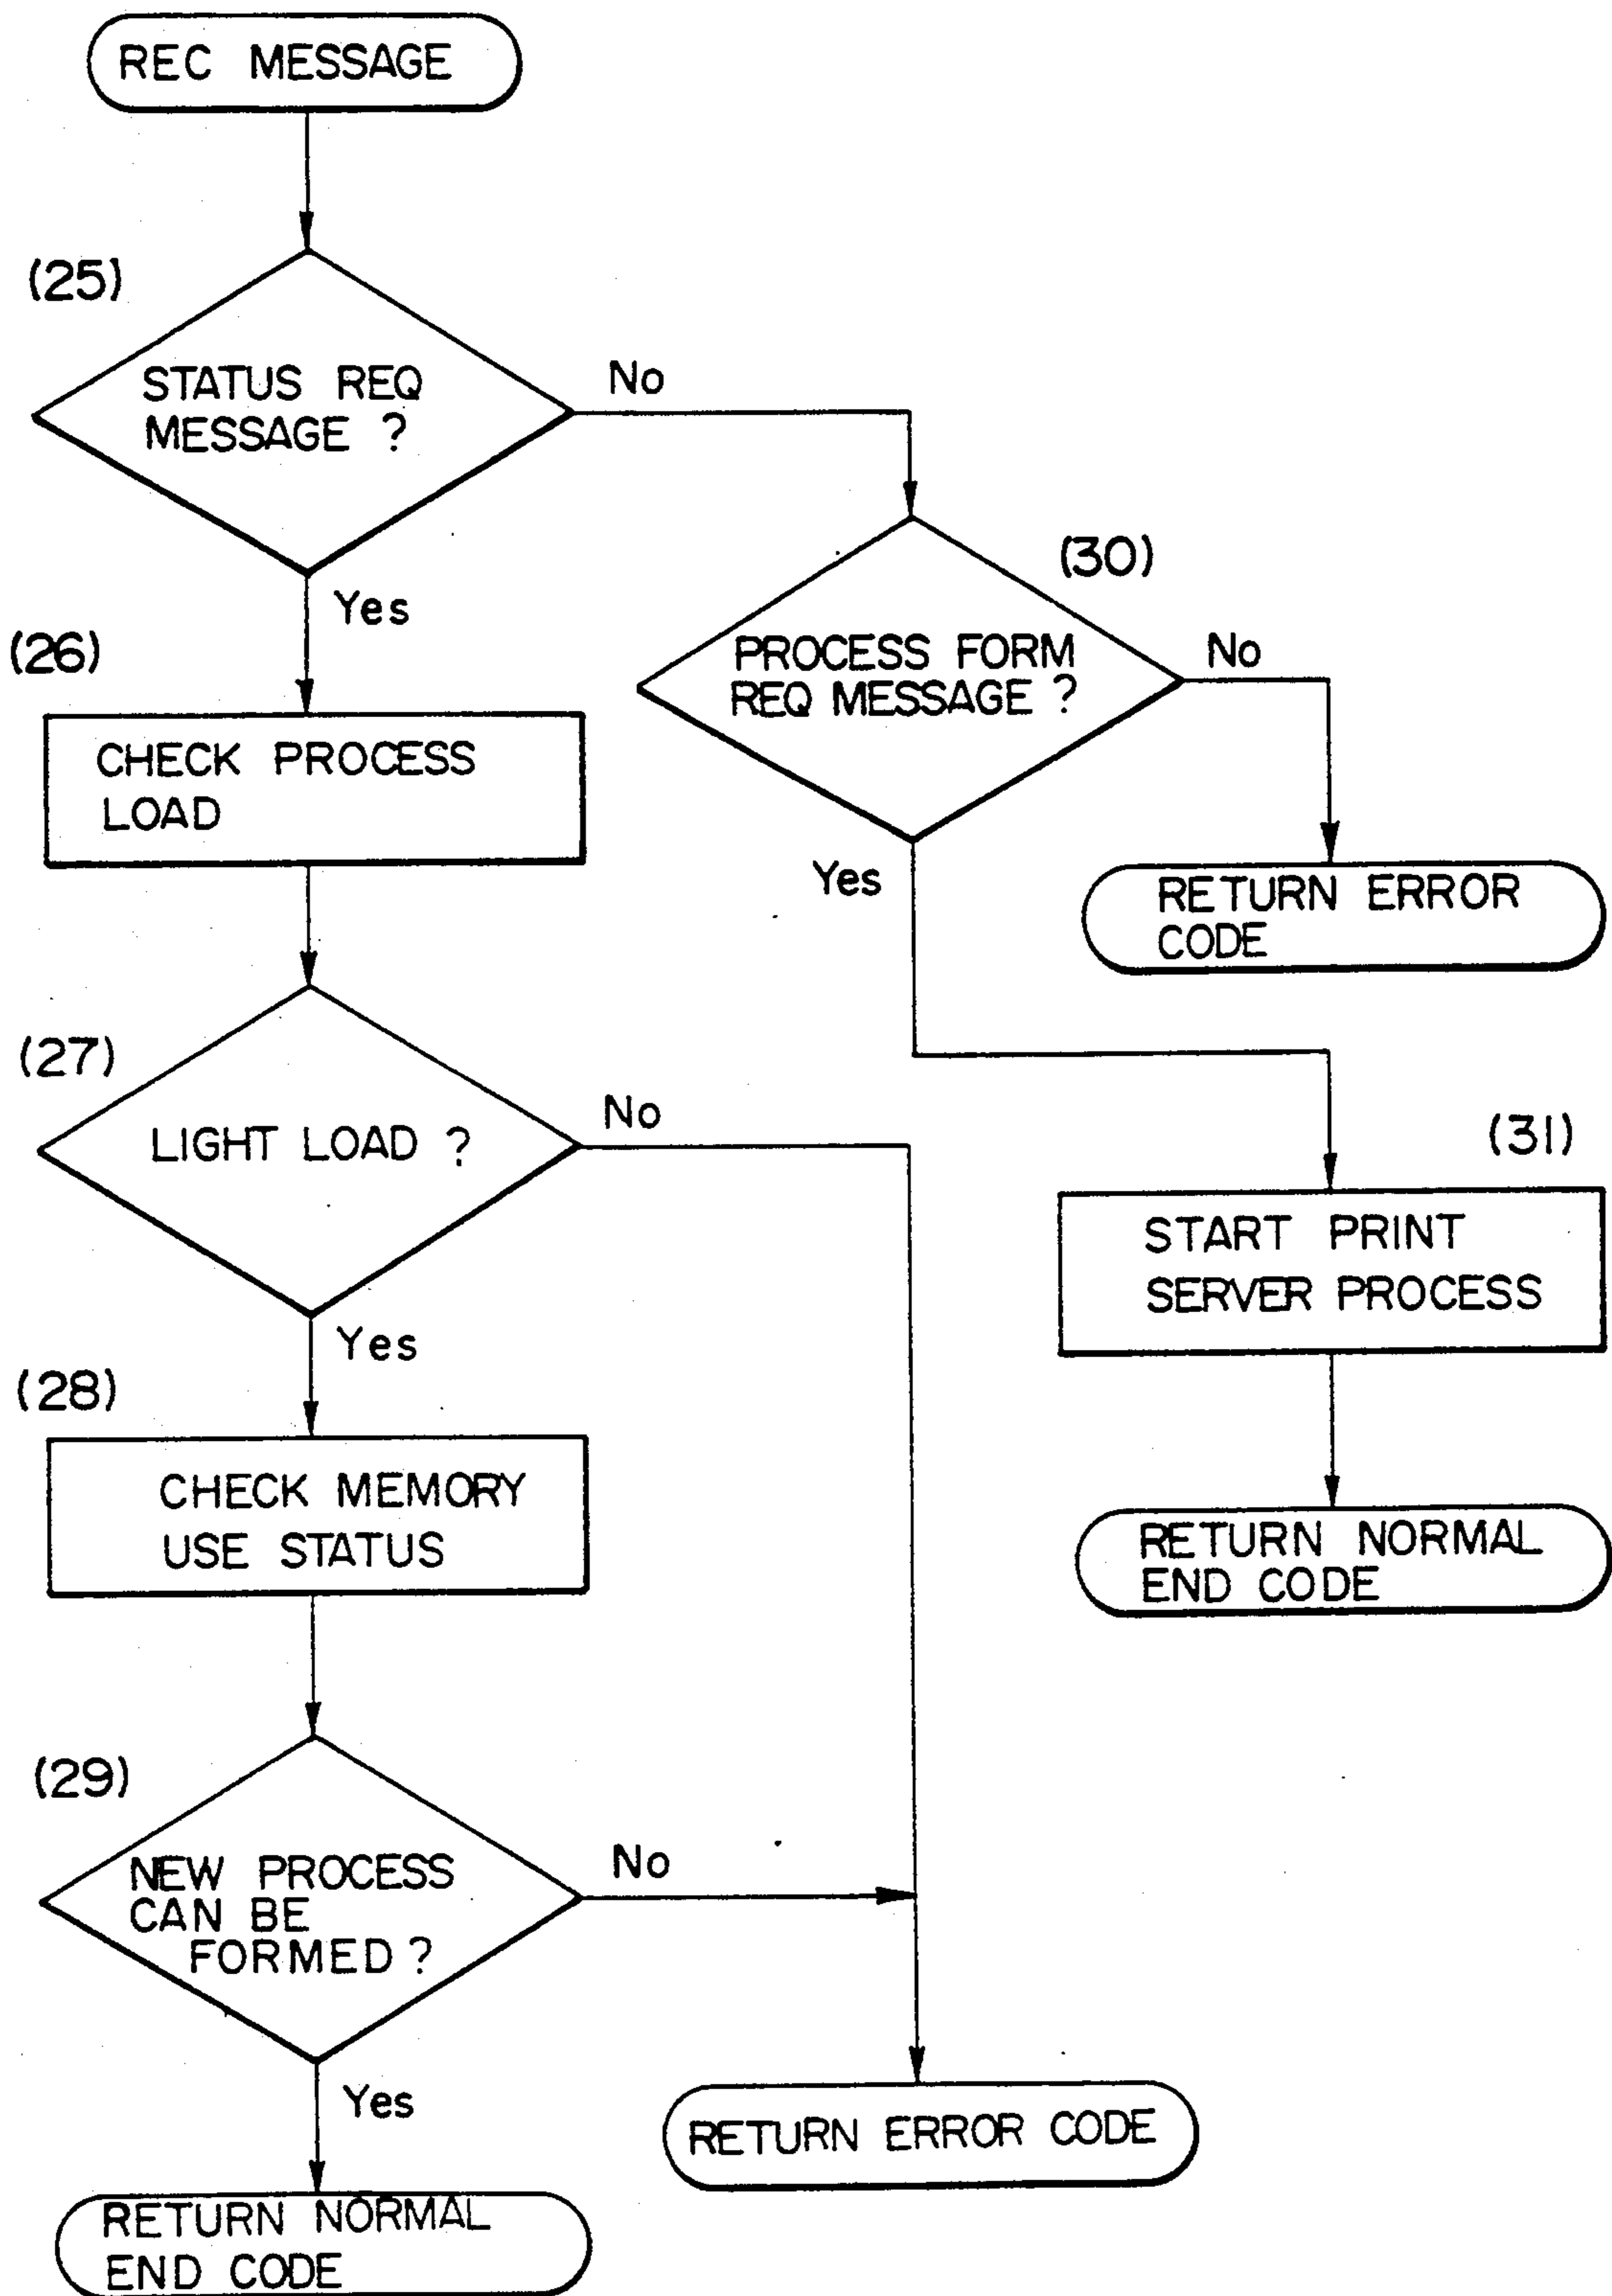 REC MESSAGE
(25)
STATUS REQ
MESSAGE ?
No
Yes
(26)
CHECK PROCESS
LOAD
(30)
PROCESS FORM
REQ MESSAGE ?
No
Yes
RETURN ERROR
CODE
(27)
LIGHT LOAD ?
No
Yes
(31)
START PRINT
SERVER PROCESS
(28)
CHECK MEMORY
USE STATUS
RETURN NORMAL
END CODE
(29)
NEW PROCESS
CAN BE
FORMED ?
No
Yes
RETURN ERROR CODE
RETURN NORMAL
END CODE